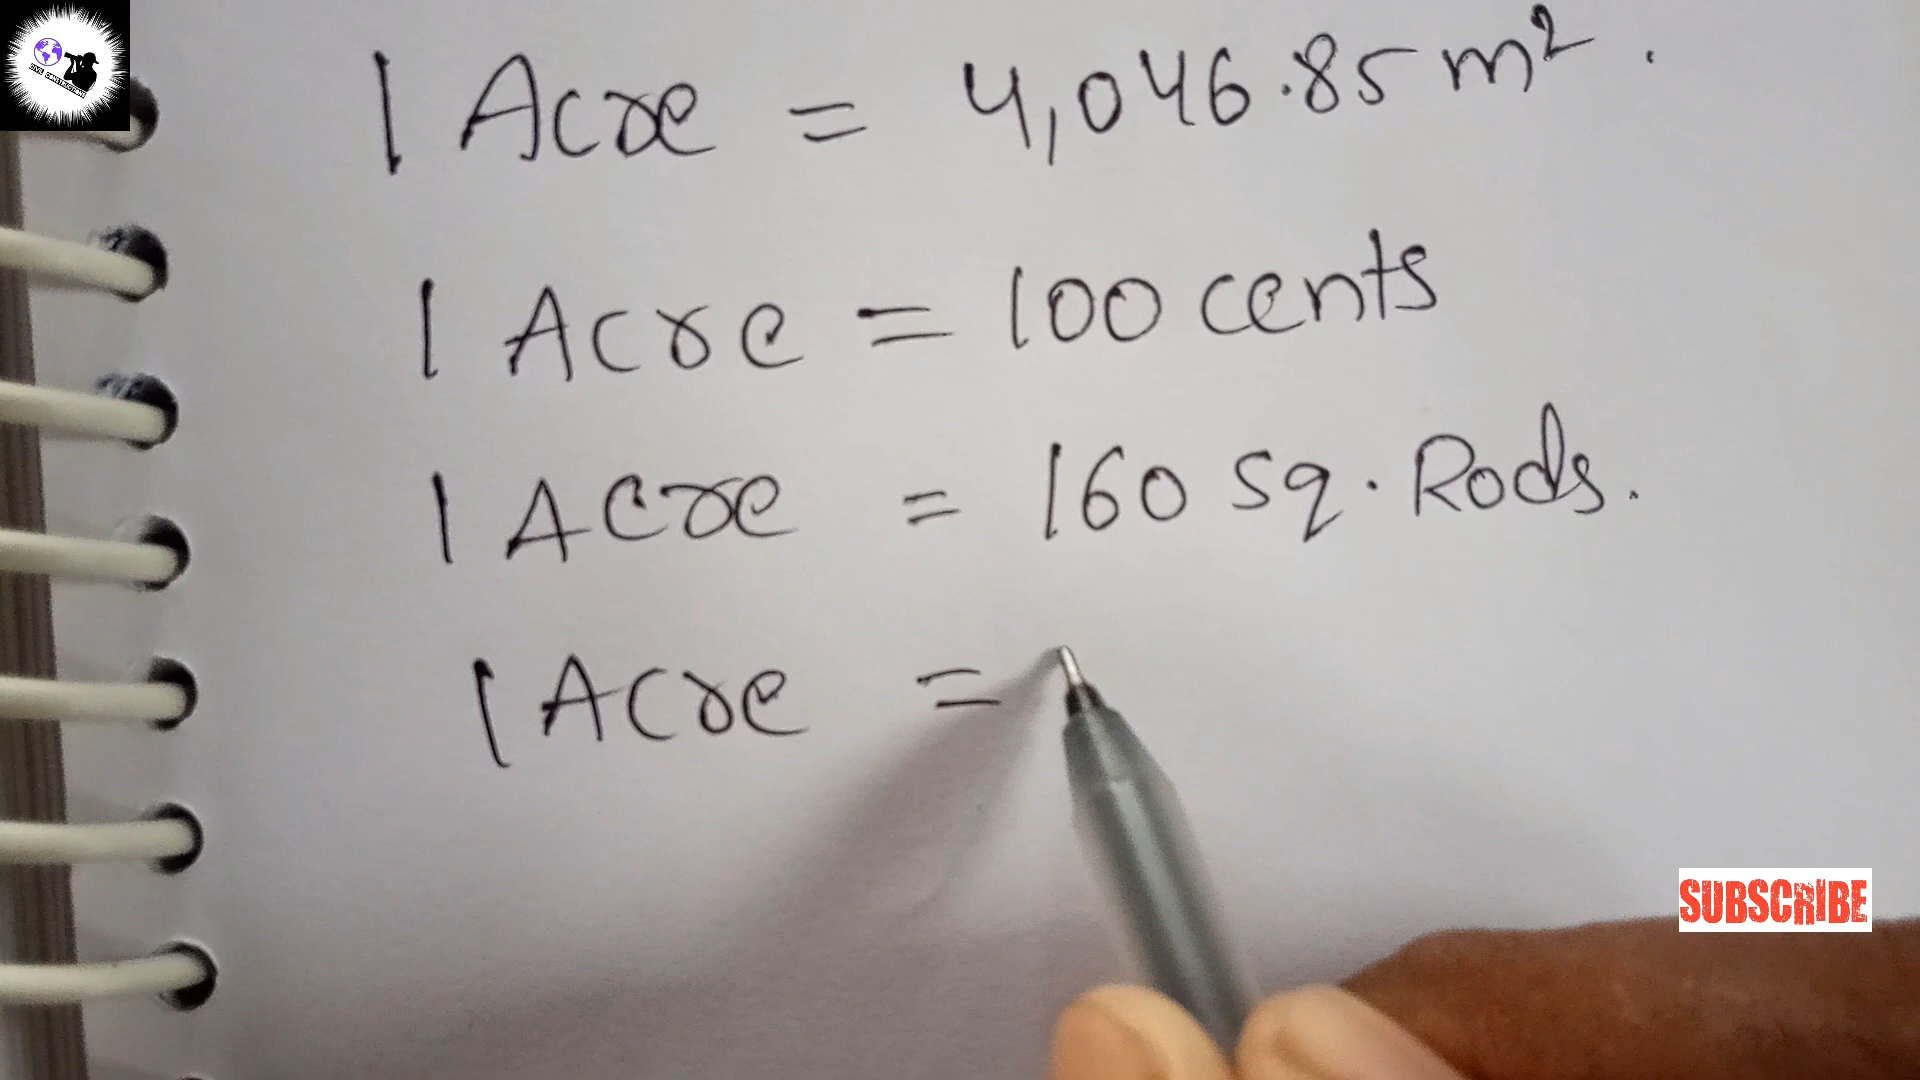 1 Acre = 4,046.85 m².
1 Acre = 100 cents
1 Acre = 160 Sq. Rods.
1 Acre =
SUBSCRIBE